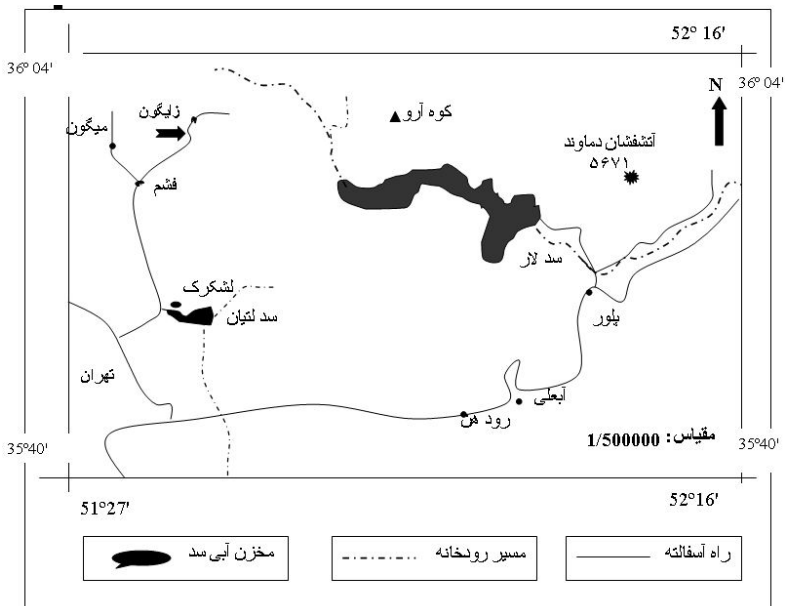 52° 16'
36° 04'
36° 04'
N
زایگون
کوه آرو
میگون
آتشفشان دماوند
۵۶۷۱
فشم
سد لار
لشکرک
سد لتیان
پلور
تهران
آبعلی
رود هن
مقیاس: 1/500000
35°40'
35°40'
51°27'
52°16'
مخزن آبی سد
مسیر رودخانه
راه آسفالته